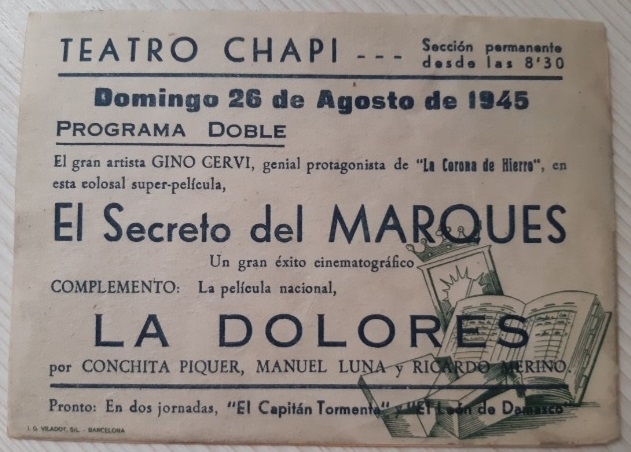 TEATRO CHAPI --- Sección permanente
desde las 8'30
Domingo 26 de Agosto de 1945
PROGRAMA DOBLE
El gran artista GINO CERVI, genial protagonista de "La Corona de Hierro", en
esta colosal super-película,
El Secreto del MARQUES
Un gran éxito cinematográfico
COMPLEMENTO: La película nacional,
LA DOLORES
por CONCHITA PIQUER, MANUEL LUNA y RICARDO MERINO.
Pronto: En dos jornadas, "El Capitán Tormenta" y "El León de Damasco"
I. G. VILADOT, S.L. - BARCELONA